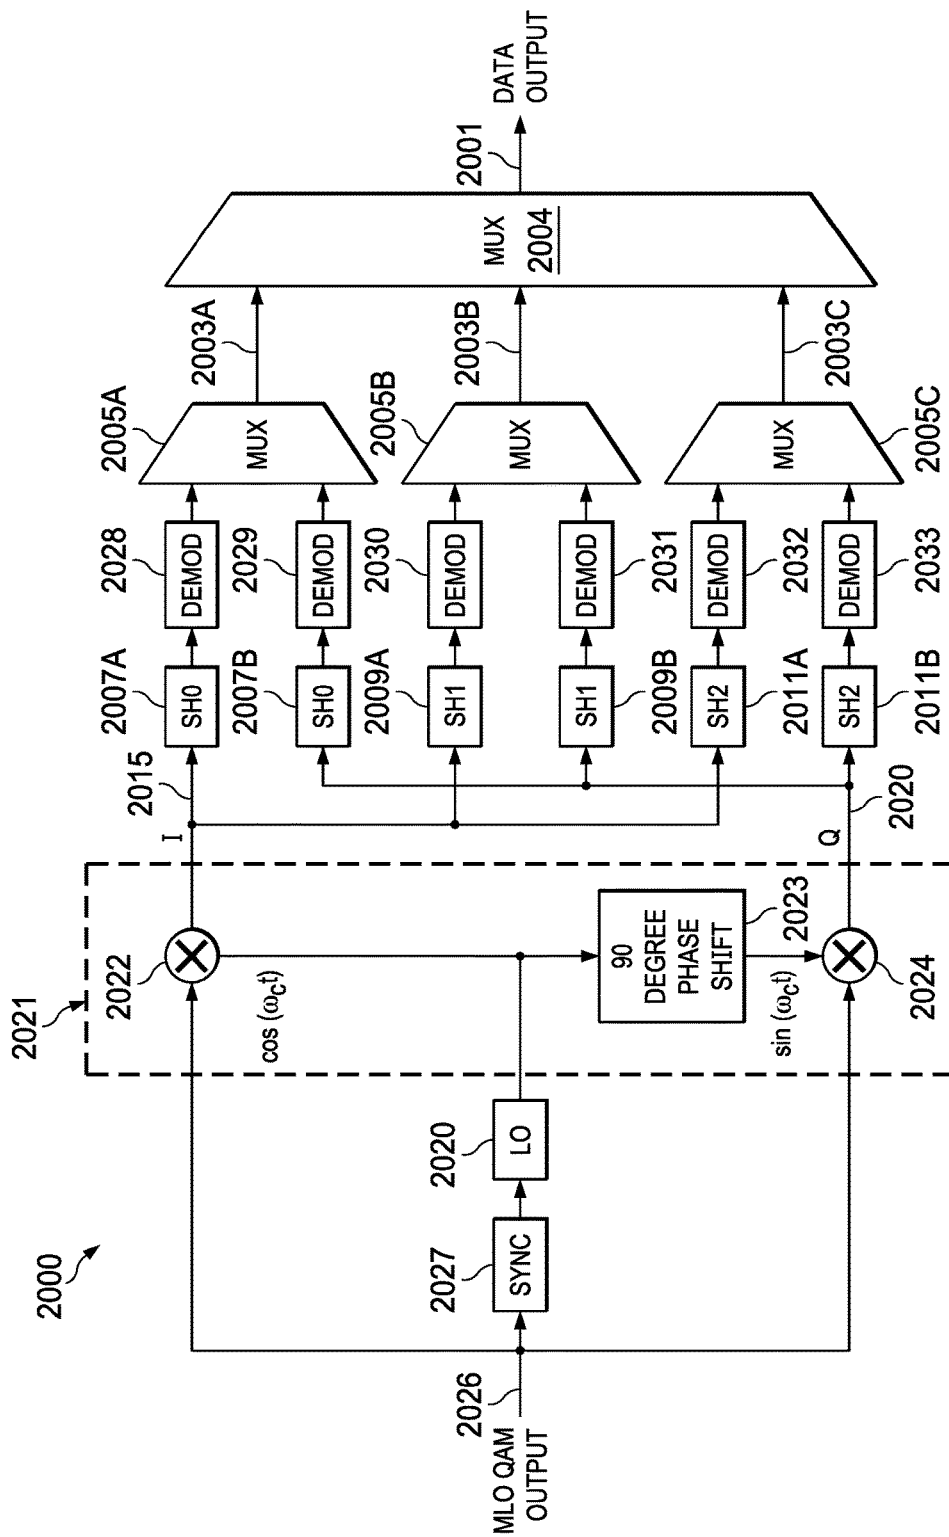 2000
MLO QAM
OUTPUT
2026
2027
SYNC
2020
LO
2021
2022
cos (ωct)
90
DEGREE
PHASE
SHIFT
2023
sin (ωct)
2024
I
2015
Q
2020
2007A
SH0
2007B
SH0
2009A
SH1
SH1
2009B
SH2
2011A
SH2
2011B
2028
DEMOD
2029
DEMOD
2030
DEMOD
DEMOD
2031
DEMOD
2032
DEMOD
2033
2005A
MUX
2005B
MUX
MUX
2005C
2003A
2003B
2003C
MUX
2004
2001
DATA
OUTPUT